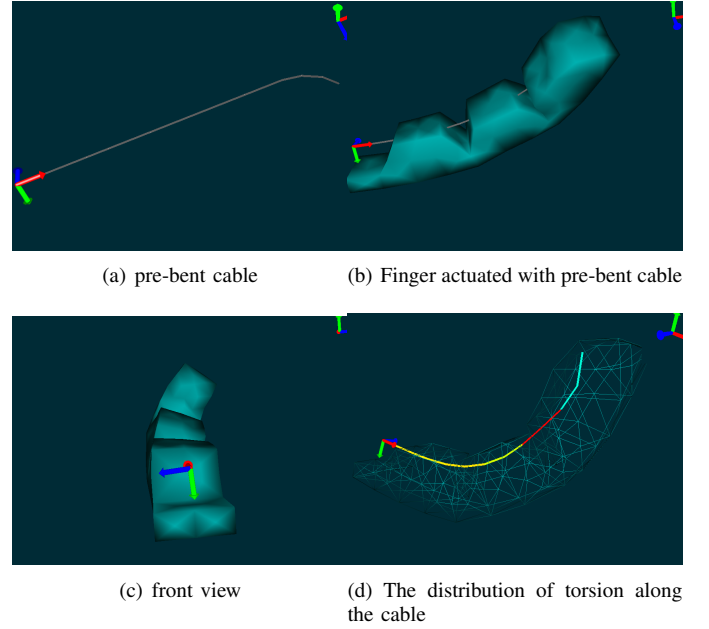 (a) pre-bent cable
(b) Finger actuated with pre-bent cable
(c) front view
(d) The distribution of torsion along
the cable